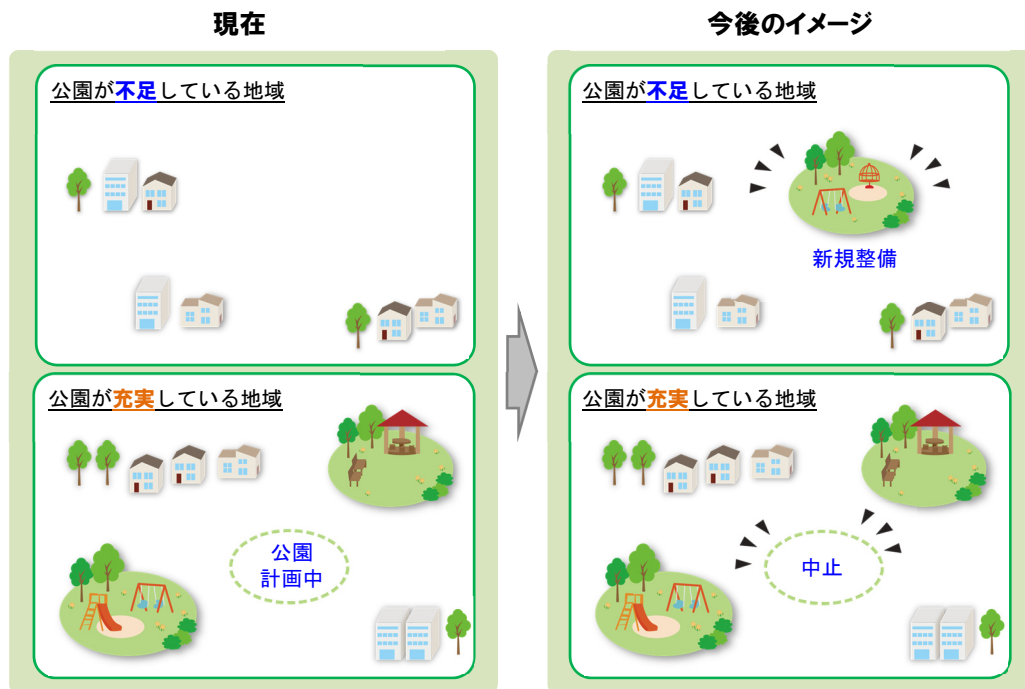 現在
公園が不足している地域
公園が充実している地域
公園
計画中
今後のイメージ
公園が不足している地域
新規整備
公園が充実している地域
中止